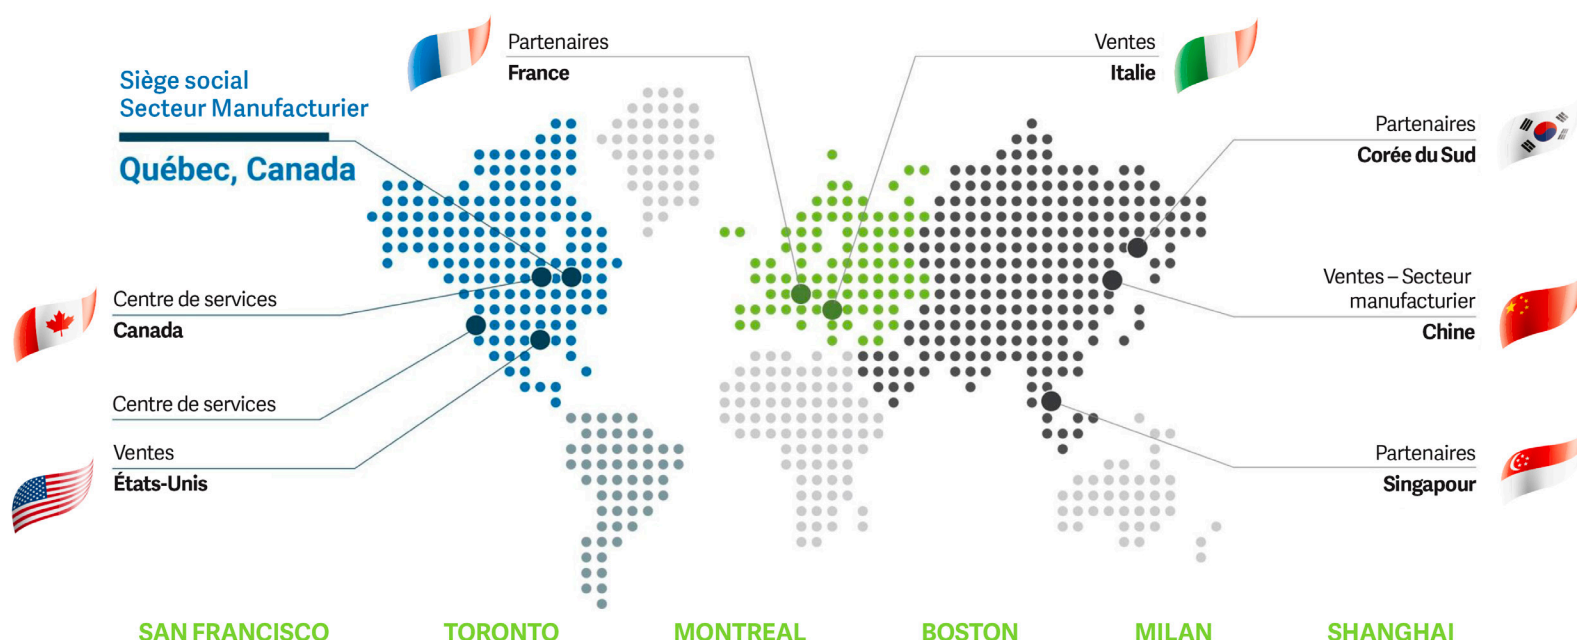 Partenaires
France
Ventes
Italie
Siège social
Secteur Manufacturier
Québec, Canada
Partenaires
Corée du Sud
Centre de services
Canada
Ventes – Secteur
manufacturier
Chine
Centre de services
Ventes
États-Unis
Partenaires
Singapour
SAN FRANCISCO TORONTO MONTREAL BOSTON MILAN SHANGHAI